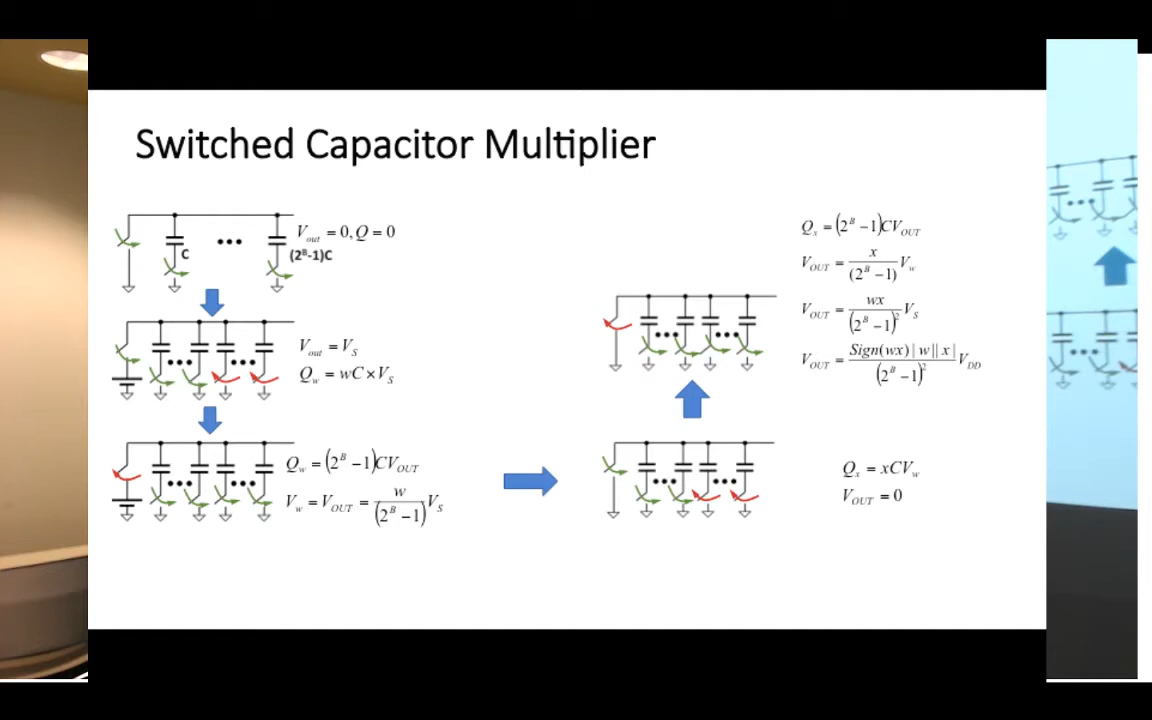 Switched Capacitor Multiplier
V_out = 0, Q = 0
C
(2^B-1)C
V_out = V_S
Q_w = wC × V_S
Q_w = (2^B − 1)CV_OUT
V_w = V_OUT = w / (2^B − 1) V_S
Q_x = (2^B − 1)CV_OUT
V_OUT = x / (2^B − 1) V_w
V_OUT = wx / (2^B − 1)^2 V_S
V_OUT = Sign(wx) | w || x | / (2^B − 1)^2 V_DD
Q_x = xCV_w
V_OUT = 0